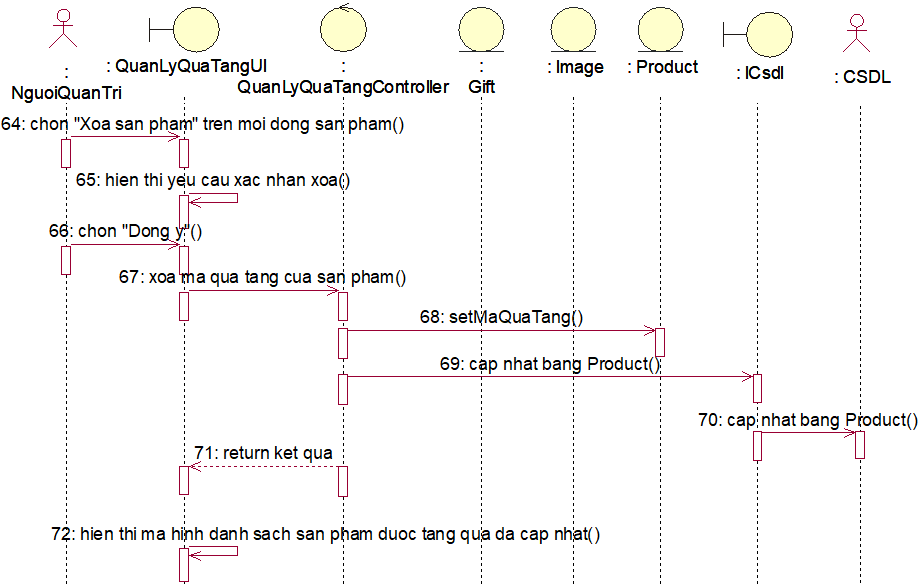 : NguoiQuanTri
: QuanLyQuaTangUI
: QuanLyQuaTangController
: Gift
: Image
: Product
: ICsdl
: CSDL
64: chon "Xoa san pham" tren moi dong san pham()
65: hien thi yeu cau xac nhan xoa()
66: chon "Dong y"()
67: xoa ma qua tang cua san pham()
68: setMaQuaTang()
69: cap nhat bang Product()
70: cap nhat bang Product()
71: return ket qua
72: hien thi ma hinh danh sach san pham duoc tang qua da cap nhat()